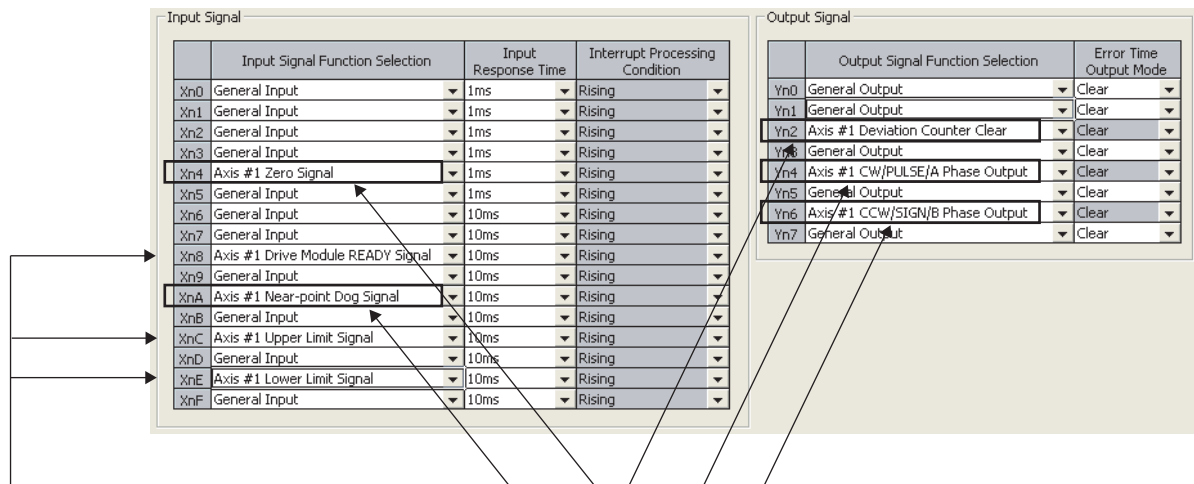 Input Signal
Input Signal Function Selection Input Response Time Interrupt Processing Condition
Xn0 General Input 1ms Rising
Xn1 General Input 1ms Rising
Xn2 General Input 1ms Rising
Xn3 General Input 1ms Rising
Xn4 Axis #1 Zero Signal 1ms Rising
Xn5 General Input 1ms Rising
Xn6 General Input 10ms Rising
Xn7 General Input 10ms Rising
Xn8 Axis #1 Drive Module READY Signal 10ms Rising
Xn9 General Input 10ms Rising
XnA Axis #1 Near-point Dog Signal 10ms Rising
XnB General Input 10ms Rising
XnC Axis #1 Upper Limit Signal 10ms Rising
XnD General Input 10ms Rising
XnE Axis #1 Lower Limit Signal 10ms Rising
XnF General Input 10ms Rising
Output Signal
Output Signal Function Selection Error Time Output Mode
Yn0 General Output Clear
Yn1 General Output Clear
Yn2 Axis #1 Deviation Counter Clear Clear
Yn3 General Output Clear
Yn4 Axis #1 CW/PULSE/A Phase Output Clear
Yn5 General Output Clear
Yn6 Axis #1 CCW/SIGN/B Phase Output Clear
Yn7 General Output Clear